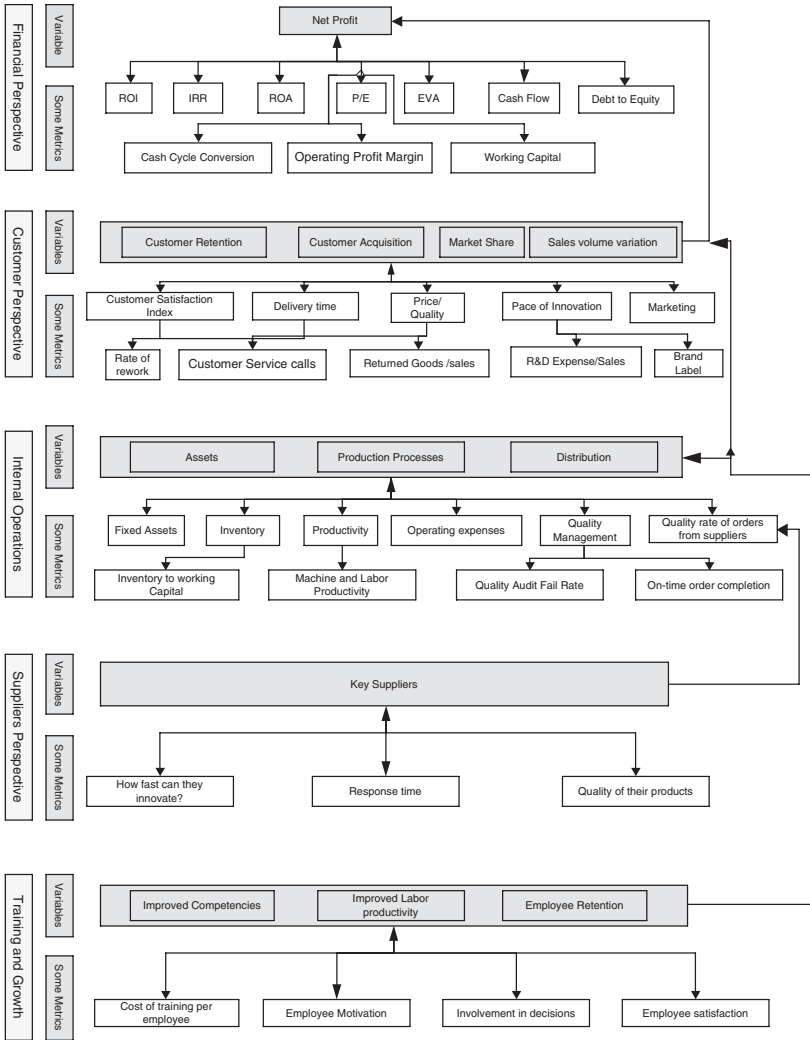 Financial Perspective
Variable
Some Metrics
Net Profit
ROI
IRR
ROA
P/E
EVA
Cash Flow
Debt to Equity
Cash Cycle Conversion
Operating Profit Margin
Working Capital
Customer Perspective
Variables
Some Metrics
Customer Retention
Customer Acquisition
Market Share
Sales volume variation
Customer Satisfaction
Index
Delivery time
Price/
Quality
Pace of Innovation
Marketing
Rate of
rework
Customer Service calls
Returned Goods /sales
R&D Expense/Sales
Brand
Label
Internal Operations
Variables
Some Metrics
Assets
Production Processes
Distribution
Fixed Assets
Inventory
Productivity
Operating expenses
Quality
Management
Quality rate of orders
from suppliers
Inventory to working
Capital
Machine and Labor
Productivity
Quality Audit Fail Rate
On-time order completion
Suppliers Perspective
Variables
Some Metrics
Key Suppliers
How fast can they
innovate?
Response time
Quality of their products
Training and Growth
Variables
Some Metrics
Improved Competencies
Improved Labor
productivity
Employee Retention
Cost of training per
employee
Employee Motivation
Involvement in decisions
Employee satisfaction